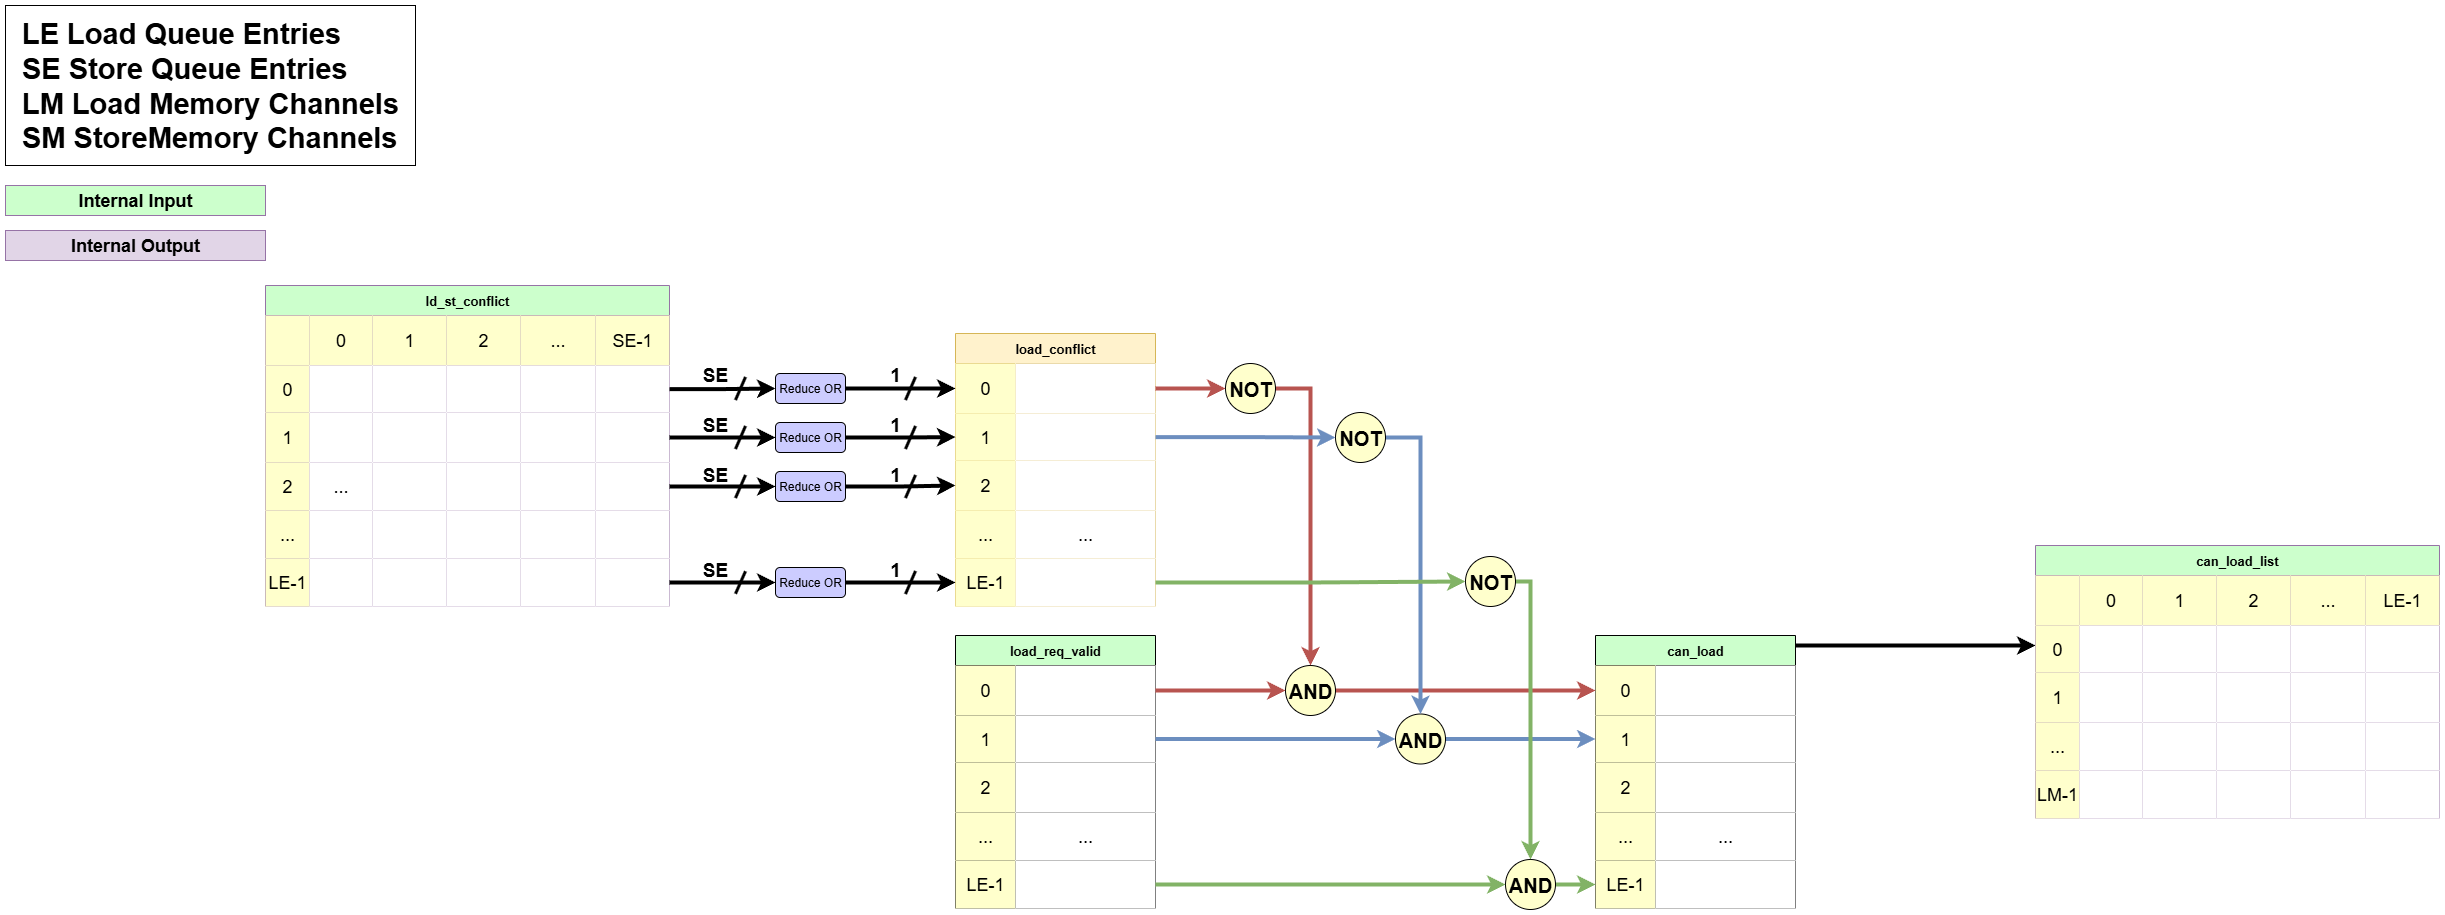 LE Load Queue Entries
SE Store Queue Entries
LM Load Memory Channels
SM StoreMemory Channels
Internal Input
Internal Output
ld_st_conflict
0 1 2 ... SE-1
0
1
2 ...
...
LE-1
SE
Reduce OR
1
SE
Reduce OR
1
SE
Reduce OR
1
SE
Reduce OR
1
load_conflict
0
1
2
... ...
LE-1
NOT
NOT
NOT
load_req_valid
0
1
2
... ...
LE-1
AND
AND
AND
can_load
0
1
2
... ...
LE-1
can_load_list
0 1 2 ... LE-1
0
1
...
LM-1